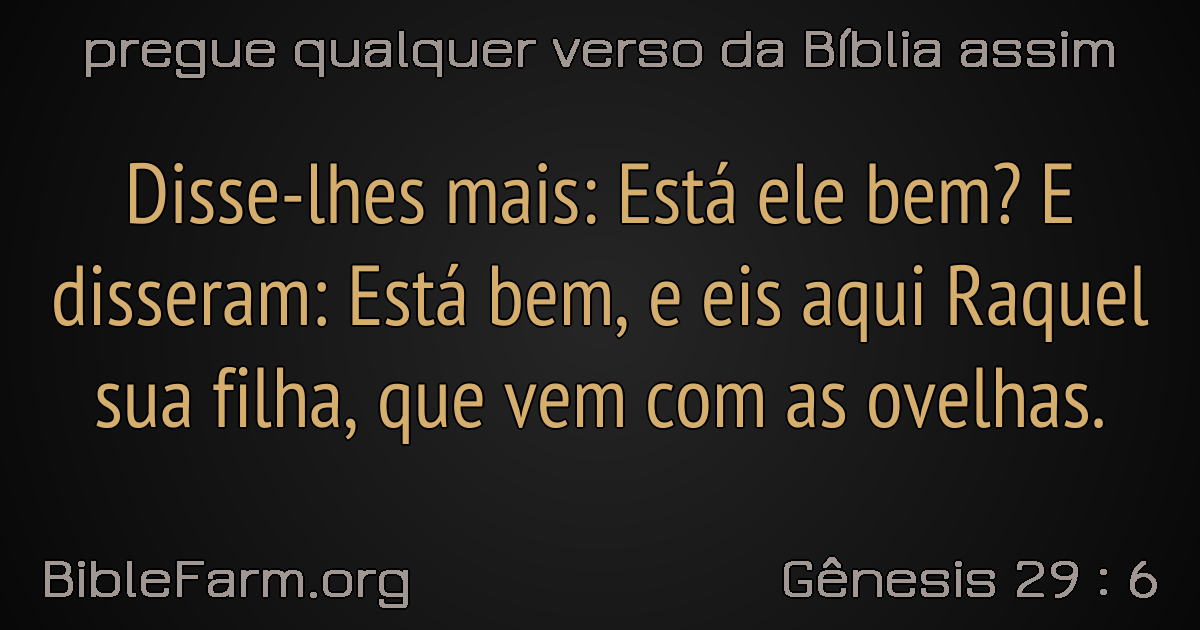 pregue qualquer verso da Bíblia assim
Disse-lhes mais: Está ele bem? E
disseram: Está bem, e eis aqui Raquel
sua filha, que vem com as ovelhas.
BibleFarm.org
Gênesis 29 : 6